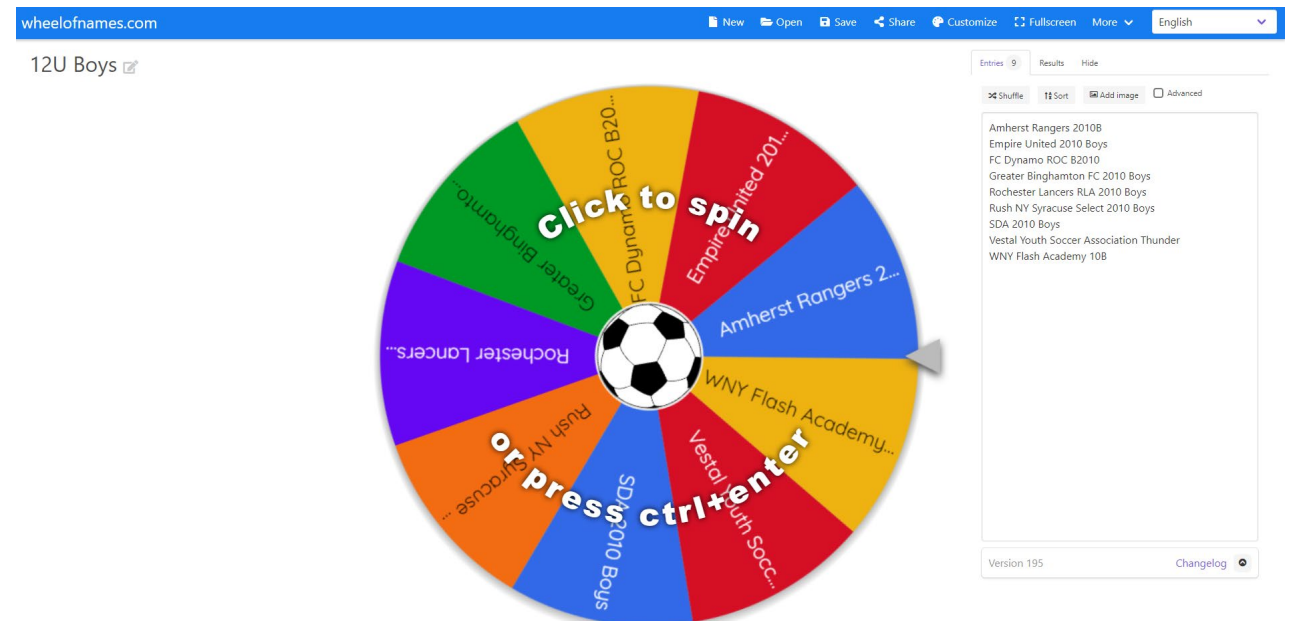 wheelofnames.com New Open Save Share Customize Fullscreen More English
12U Boys
Entries 9 Results Hide
Shuffle Sort Add image Advanced
Amherst Rangers 2010B
Empire United 2010 Boys
FC Dynamo ROC B2010
Greater Binghamton FC 2010 Boys
Rochester Lancers RLA 2010 Boys
Rush NY Syracuse Select 2010 Boys
SDA 2010 Boys
Vestal Youth Soccer Association Thunder
WNY Flash Academy 10B
Click to spin
or press ctrl+enter
Amherst Rangers 2...
Empire United 201...
FC Dynamo ROC B20...
Greater Binghamto...
Rochester Lancers...
Rush NY Syracuse ...
SDA 2010 Boys
Vestal Youth Socc...
WNY Flash Academy...
Version 195 Changelog